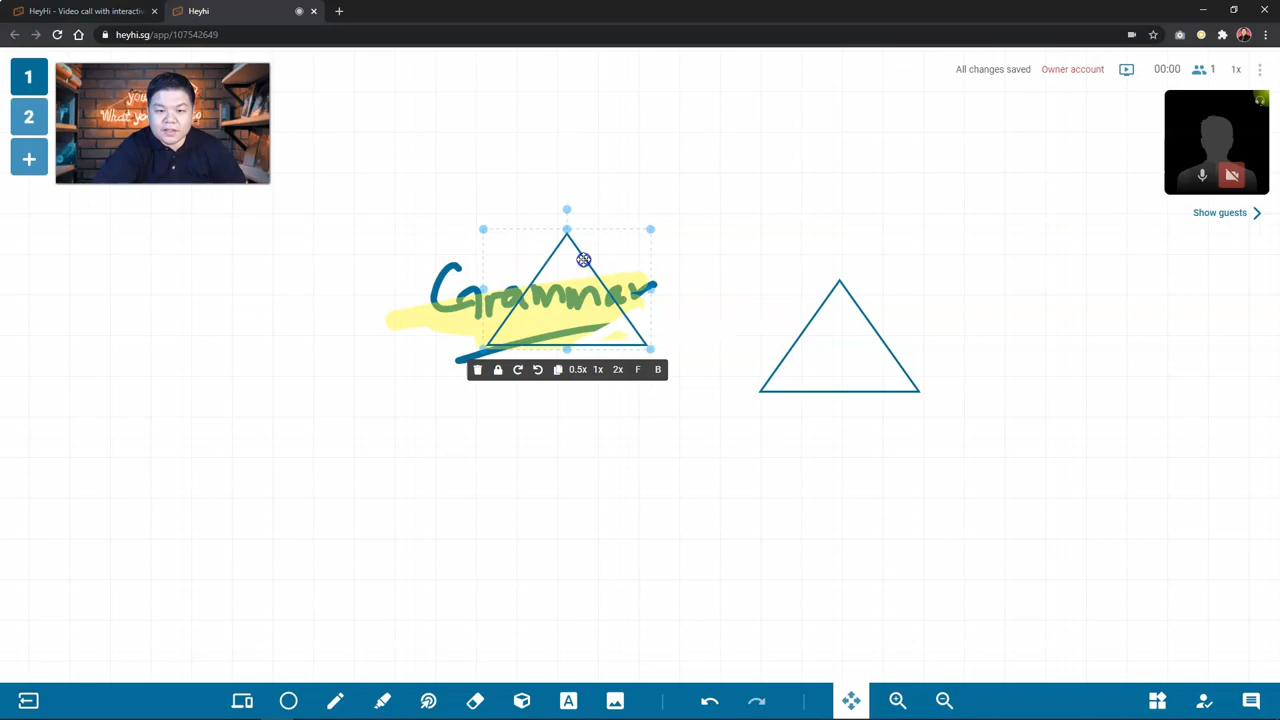 HeyHi - Video call with interactiv
Heyhi
heyhi.sg/app/107542649
1
2
+
All changes saved
Owner account
00:00
1
1x
Show guests
Grammar
0.5x
1x
2x
F
B
A